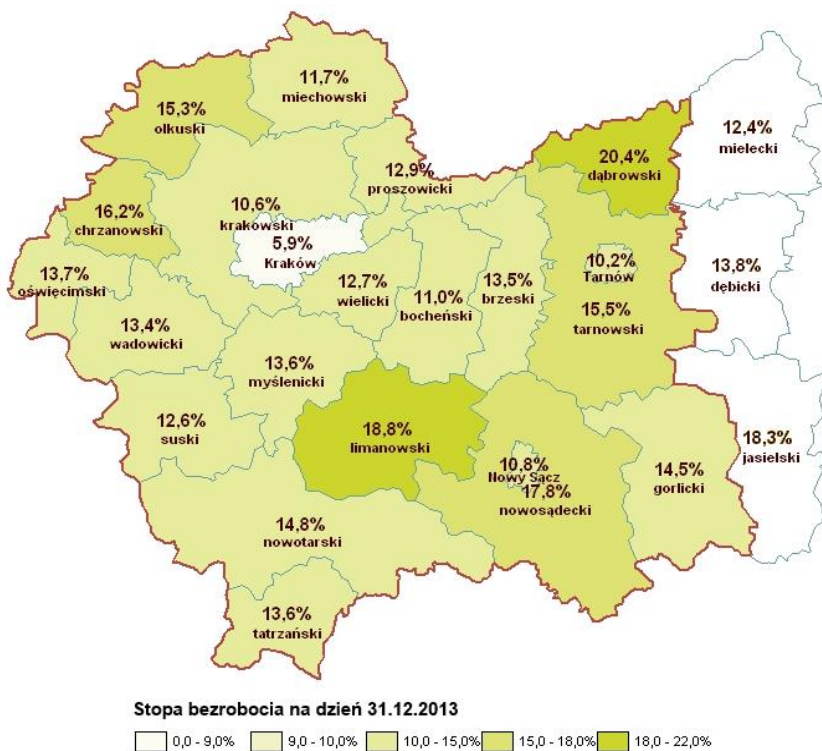 11,7%
miechowski
15,3%
olkuski
12,4%
mielecki
20,4%
dąbrowski
12,9%
proszowicki
10,6%
krakowski
16,2%
chrzanowski
5,9%
Kraków
13,7%
oświęcimski
12,7%
wielicki
11,0%
bocheński
13,5%
brzeski
10,2%
Tarnów
13,8%
dębicki
15,5%
tarnowski
13,4%
wadowicki
13,6%
myślenicki
12,6%
suski
18,8%
limanowski
10,8%
Nowy Sącz
17,8%
nowosądecki
14,5%
gorlicki
18,3%
jasielski
14,8%
nowotarski
13,6%
tatrzański
Stopa bezrobocia na dzień 31.12.2013
0,0 - 9,0% 9,0 - 10,0% 10,0 - 15,0% 15,0 - 18,0% 18,0 - 22,0%